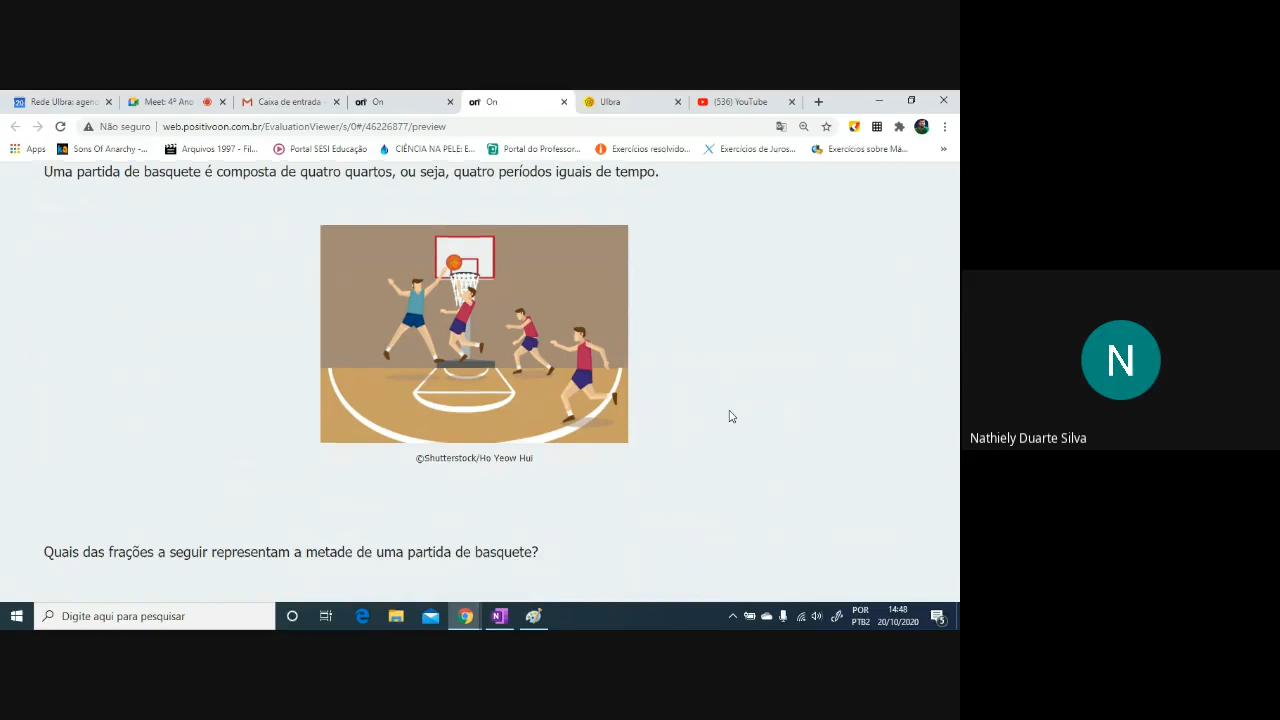 Rede Ulbra: agen
Meet: 4º Ano
Caixa de entrada -
On
On
Ulbra
(536) YouTube
Não seguro
web.positivoon.com.br/EvaluationViewer/s/0#/46226877/preview
Apps
Sons Of Anarchy -...
Arquivos 1997 - Fil...
Portal SESI Educação
CIÊNCIA NA PELE: E...
Portal do Professor...
Exercícios resolvido...
Exercícios de Juros...
Exercícios sobre Má...
Uma partida de basquete é composta de quatro quartos, ou seja, quatro períodos iguais de tempo.
©Shutterstock/Ho Yeow Hui
Quais das frações a seguir representam a metade de uma partida de basquete?
N
Nathiely Duarte Silva
Digite aqui para pesquisar
POR
PTB2
14:48
20/10/2020
5